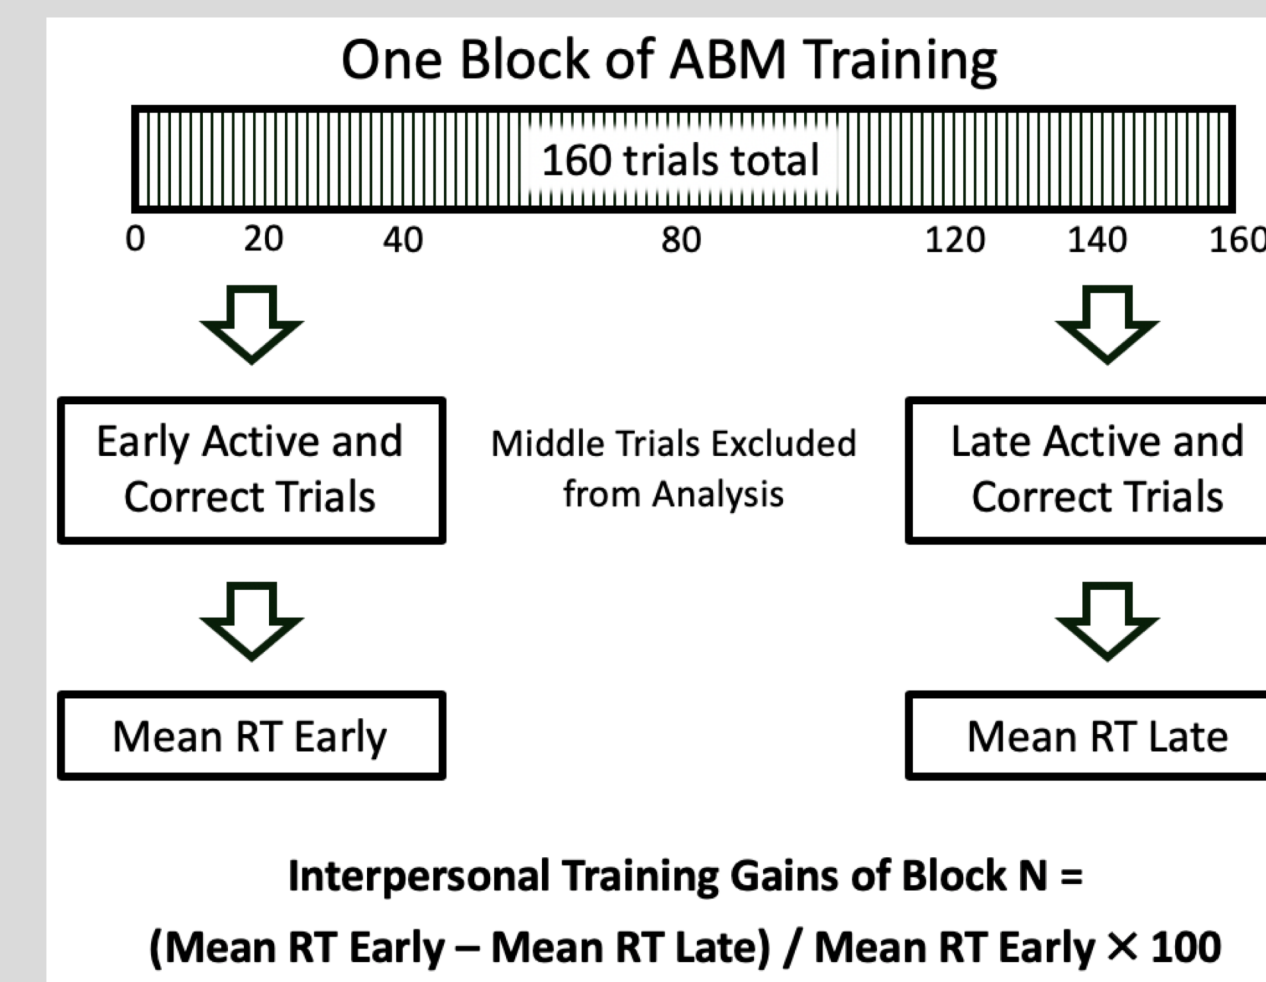 One Block of ABM Training
160 trials total
0 20 40 80 120 140 160
Early Active and
Correct Trials
Middle Trials Excluded
from Analysis
Late Active and
Correct Trials
Mean RT Early
Mean RT Late
Interpersonal Training Gains of Block N =
(Mean RT Early – Mean RT Late) / Mean RT Early × 100